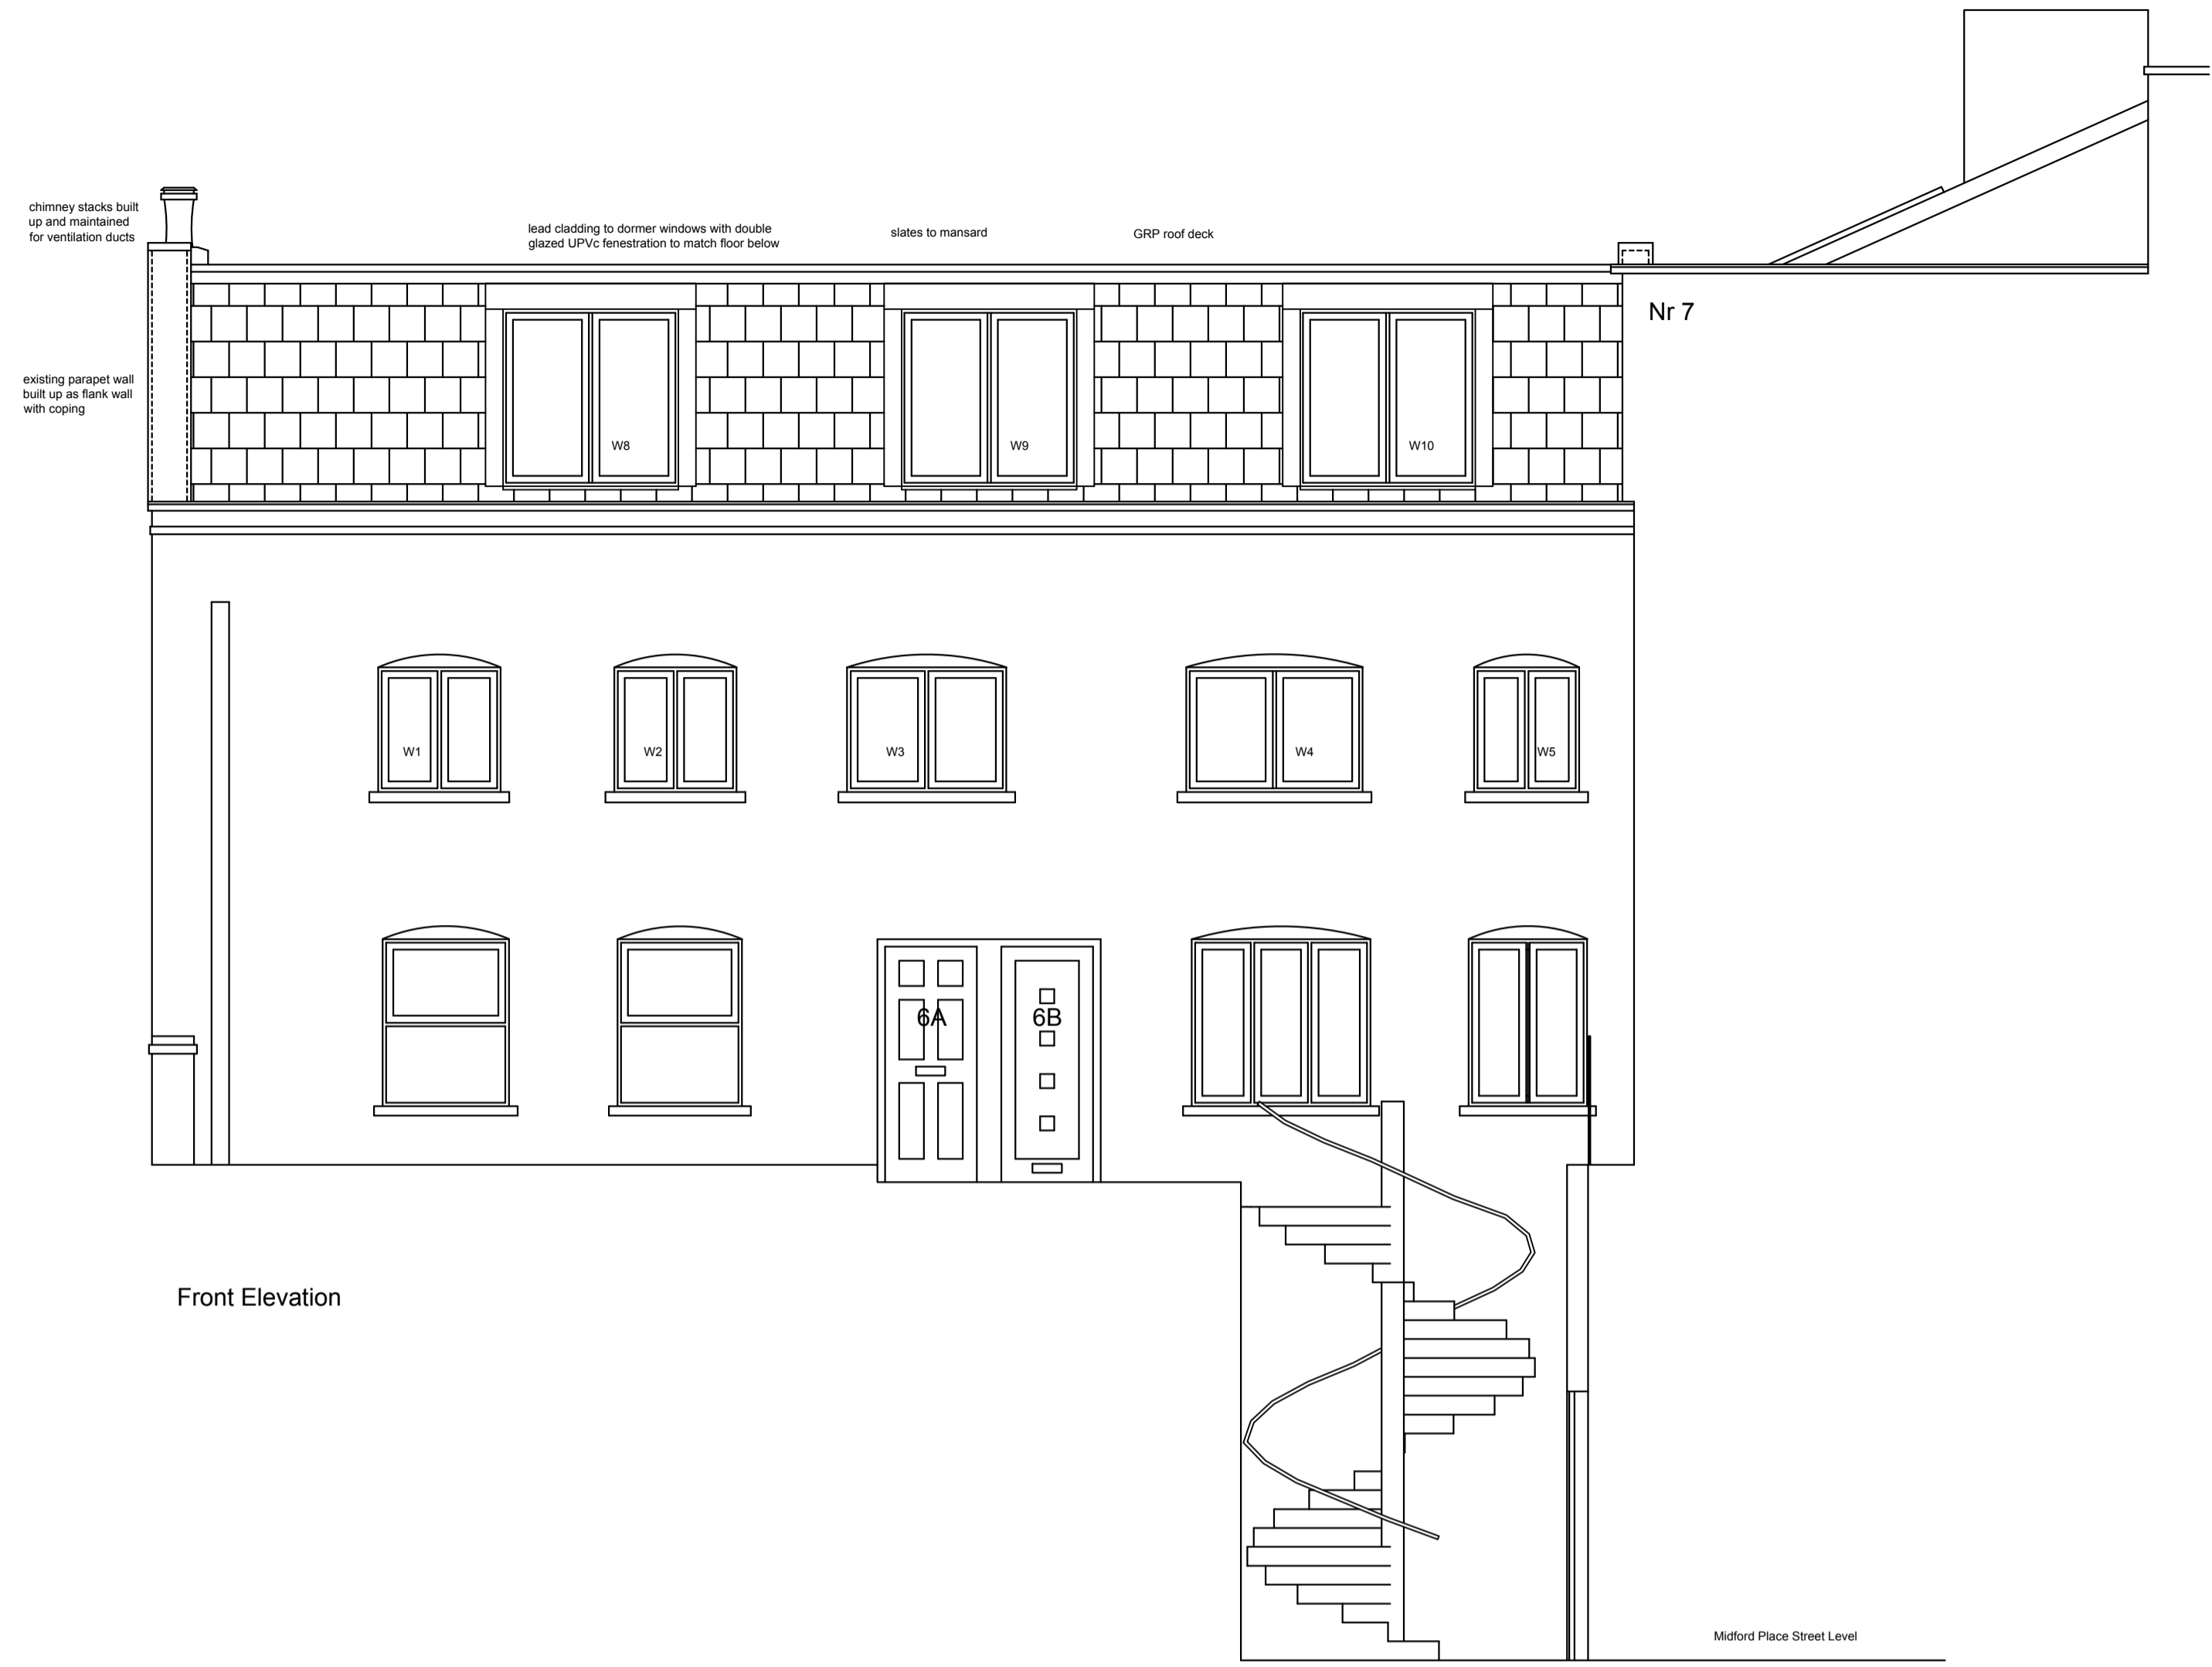 chimney stacks built
up and maintained
for ventilation ducts
lead cladding to dormer windows with double
glazed UPVc fenestration to match floor below
slates to mansard
GRP roof deck
Nr 7
existing parapet wall
built up as flank wall
with coping
W8
W9
W10
W1
W2
W3
W4
W5
6A
6B
Front Elevation
Midford Place Street Level